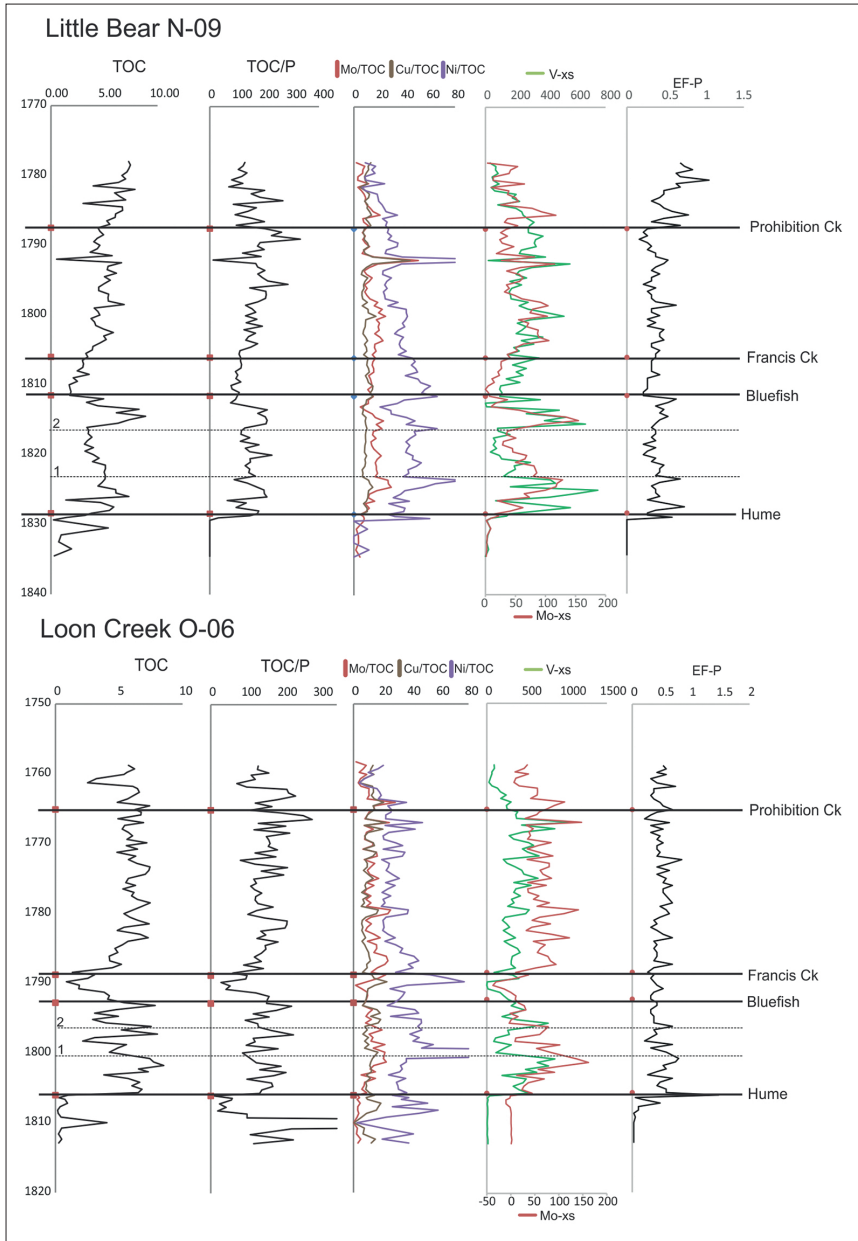 Little Bear N-09
TOC TOC/P Mo/TOC Cu/TOC Ni/TOC V-xs EF-P
0.00 5.00 10.00 0 100 200 300 400 0 20 40 60 80 200 400 600 800 0 0.5 1 1.5
1770
1780
Prohibition Ck
1790
1800
Francis Ck
1810
Bluefish
2
1820
1
Hume
1830
1840
0 50 100 150 200
Mo-xs
Loon Creek O-06
TOC TOC/P Mo/TOC Cu/TOC Ni/TOC V-xs EF-P
0 5 10 0 100 200 300 0 20 40 60 80 0 500 1000 1500 0 0.5 1 1.5 2
1750
1760
Prohibition Ck
1770
1780
Francis Ck
1790
Bluefish
2
1800
1
Hume
1810
1820
-50 0 50 100 150 200
Mo-xs